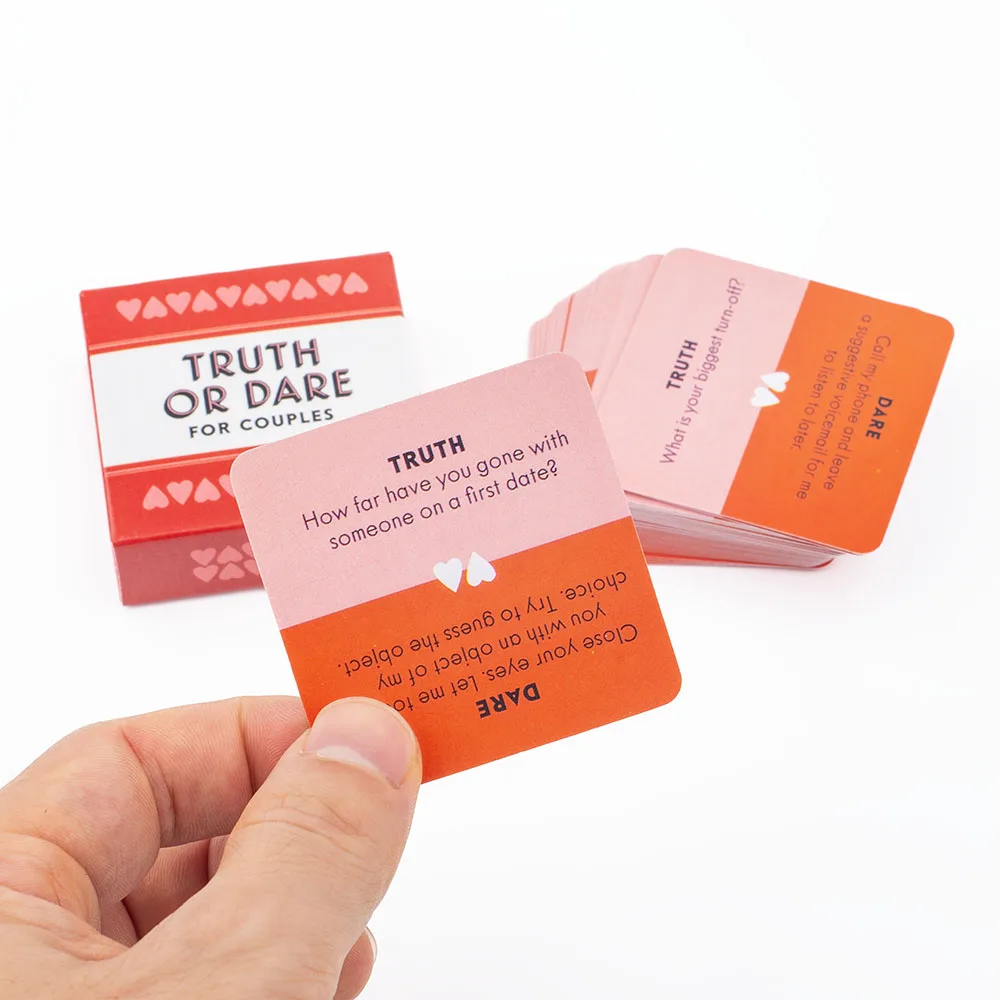 TRUTH
OR DARE
FOR COUPLES
TRUTH
How far have you gone with
someone on a first date?
DARE
Close your eyes. Let me
you with an object of my
choice. Try to guess the object.
TRUTH
What is your biggest turn-off?
DARE
Call my phone and leave
a suggestive voicemail for me
to listen to later.